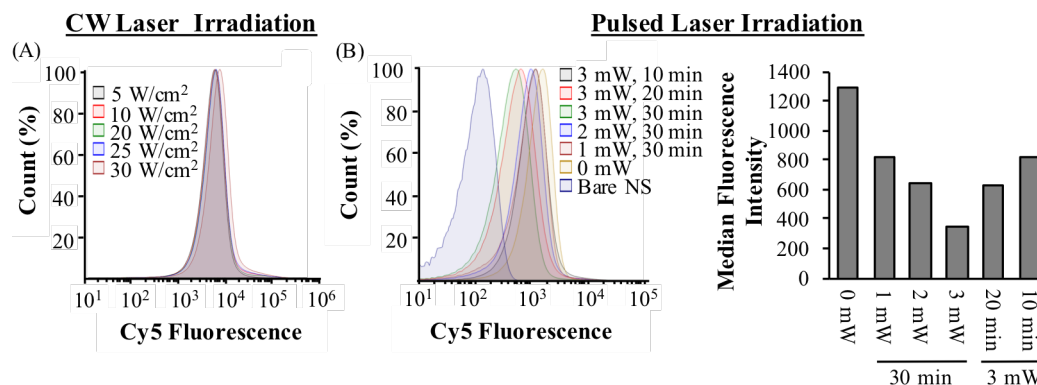 CW Laser Irradiation
(A)
100
80
60
40
20
Count (%)
5 W/cm²
10 W/cm²
20 W/cm²
25 W/cm²
30 W/cm²
10¹ 10² 10³ 10⁴ 10⁵ 10⁶
Cy5 Fluorescence
Pulsed Laser Irradiation
(B)
100
80
60
40
20
Count (%)
3 mW, 10 min
3 mW, 20 min
3 mW, 30 min
2 mW, 30 min
1 mW, 30 min
0 mW
Bare NS
10¹ 10² 10³ 10⁴ 10⁵
Cy5 Fluorescence
Median Fluorescence
Intensity
1400
1200
1000
800
600
400
200
0
0 mW
1 mW
2 mW
3 mW
20 min
10 min
30 min
3 mW